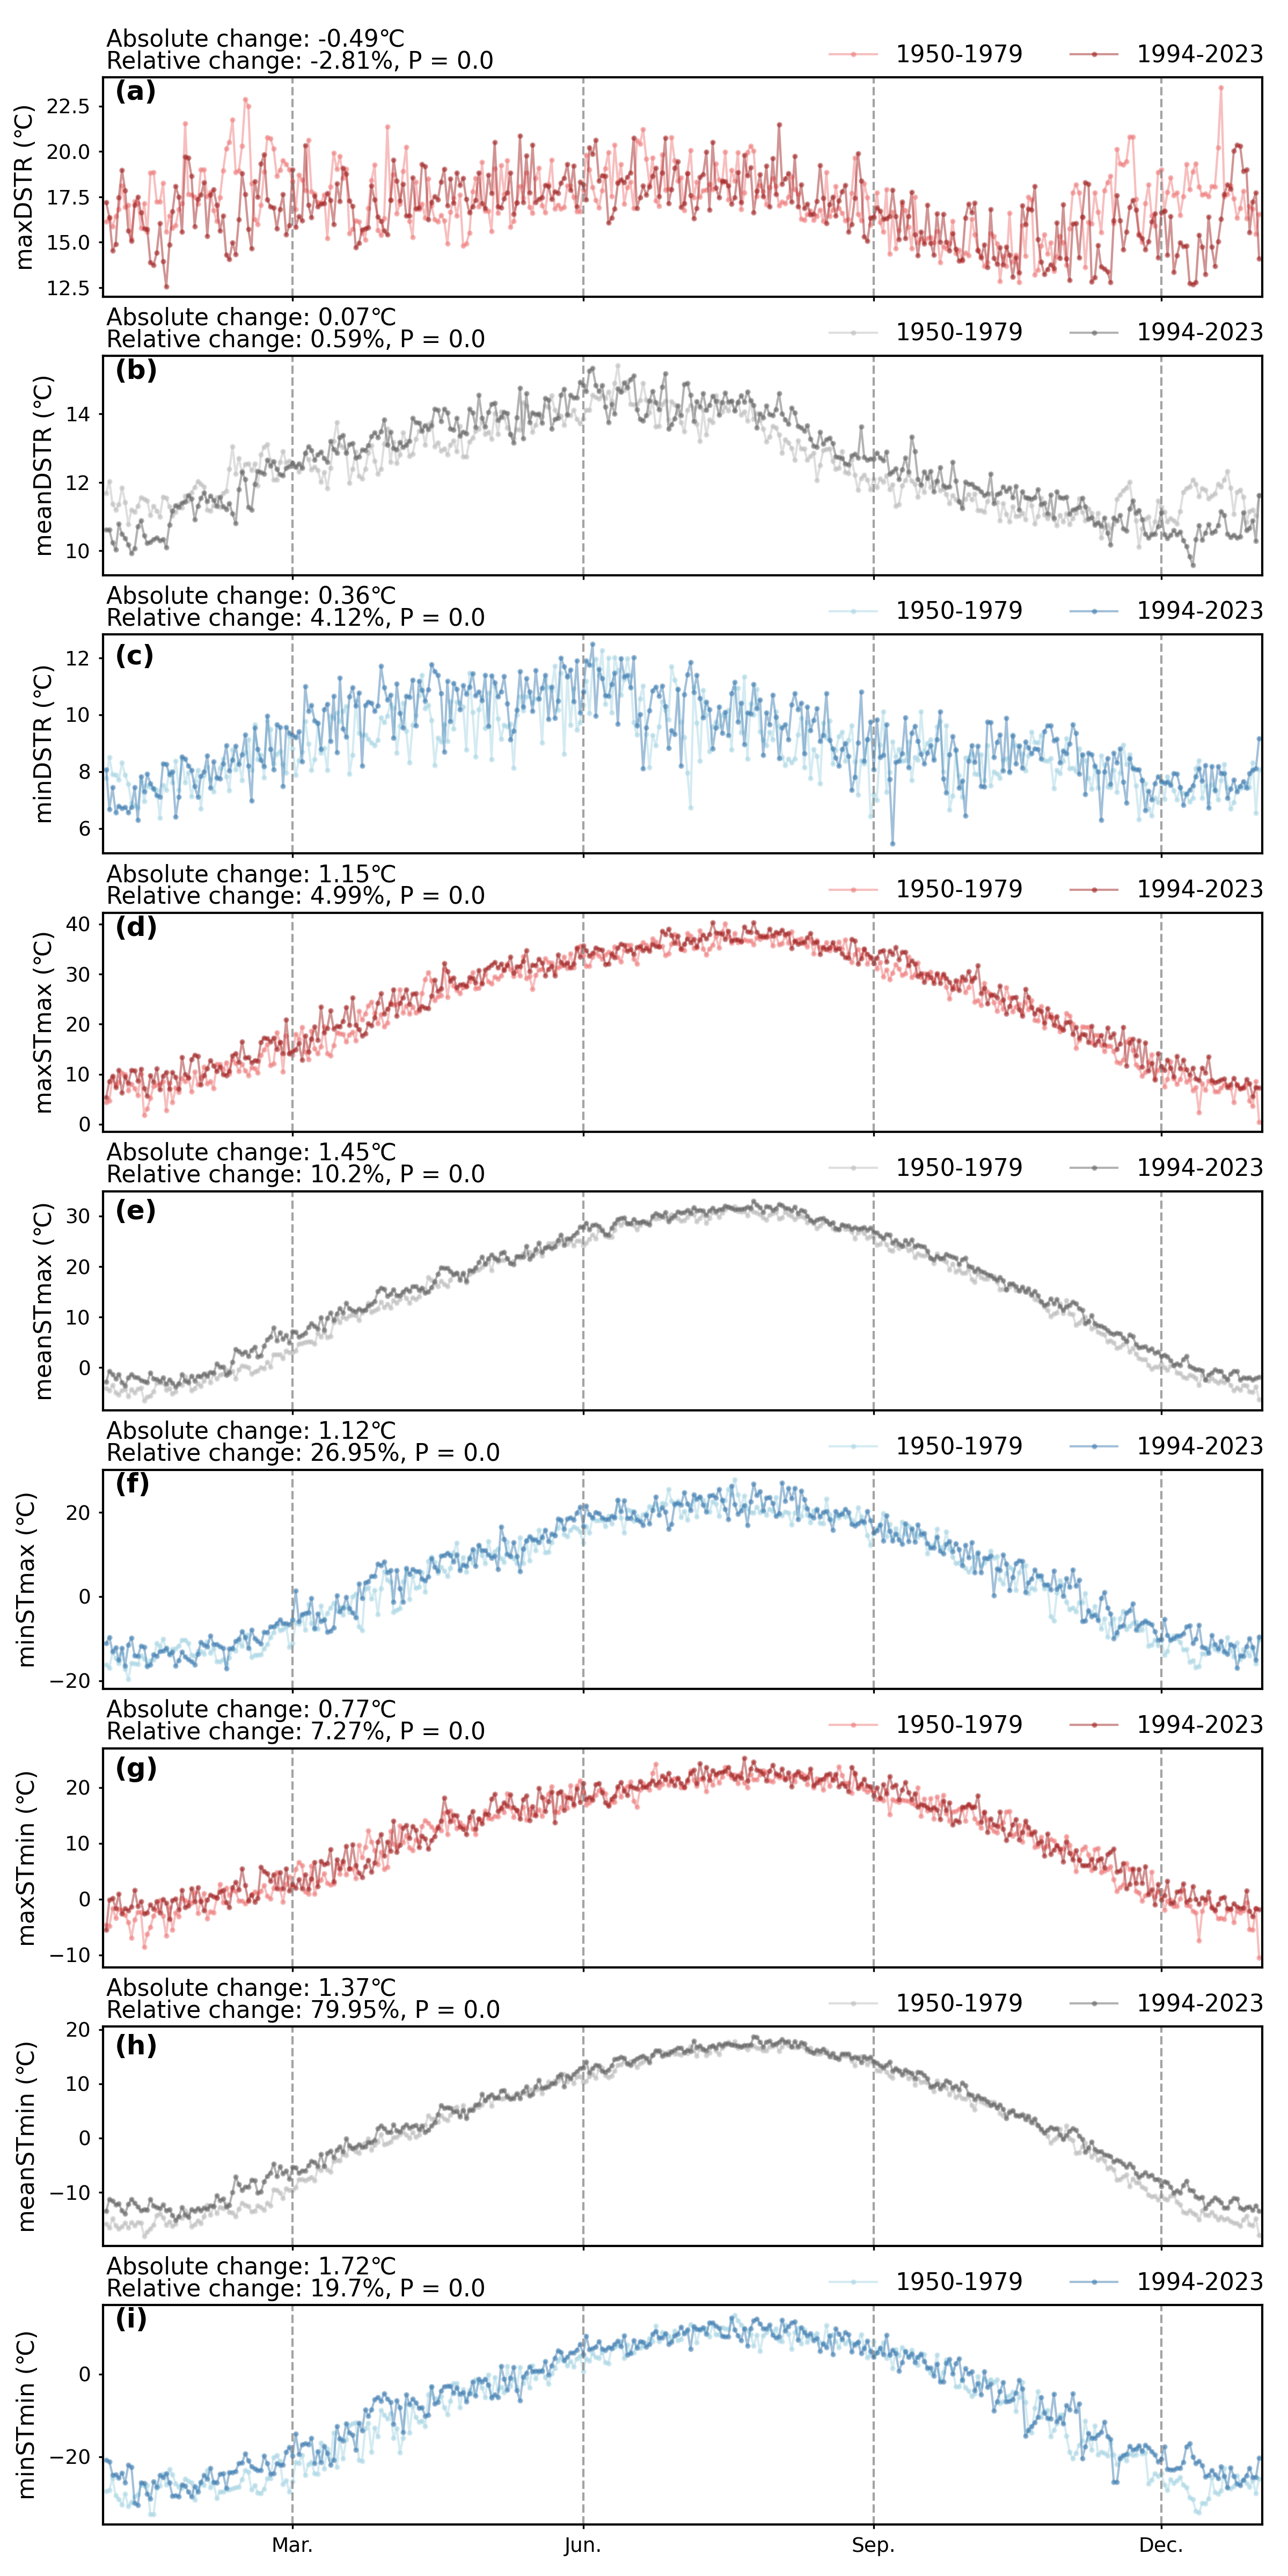 Absolute change: -0.49℃
Relative change: -2.81%, P = 0.0
1950-1979 1994-2023
(a)
maxDSTR (℃)
22.5
20.0
17.5
15.0
12.5
Absolute change: 0.07℃
Relative change: 0.59%, P = 0.0
1950-1979 1994-2023
(b)
meanDSTR (℃)
14
12
10
Absolute change: 0.36℃
Relative change: 4.12%, P = 0.0
1950-1979 1994-2023
(c)
minDSTR (℃)
12
10
8
6
Absolute change: 1.15℃
Relative change: 4.99%, P = 0.0
1950-1979 1994-2023
(d)
maxSTmax (℃)
40
30
20
10
0
Absolute change: 1.45℃
Relative change: 10.2%, P = 0.0
1950-1979 1994-2023
(e)
meanSTmax (℃)
30
20
10
0
Absolute change: 1.12℃
Relative change: 26.95%, P = 0.0
1950-1979 1994-2023
(f)
minSTmax (℃)
20
0
−20
Absolute change: 0.77℃
Relative change: 7.27%, P = 0.0
1950-1979 1994-2023
(g)
maxSTmin (℃)
20
10
0
−10
Absolute change: 1.37℃
Relative change: 79.95%, P = 0.0
1950-1979 1994-2023
(h)
meanSTmin (℃)
20
10
0
−10
Absolute change: 1.72℃
Relative change: 19.7%, P = 0.0
1950-1979 1994-2023
(i)
minSTmin (℃)
0
−20
Mar. Jun. Sep. Dec.